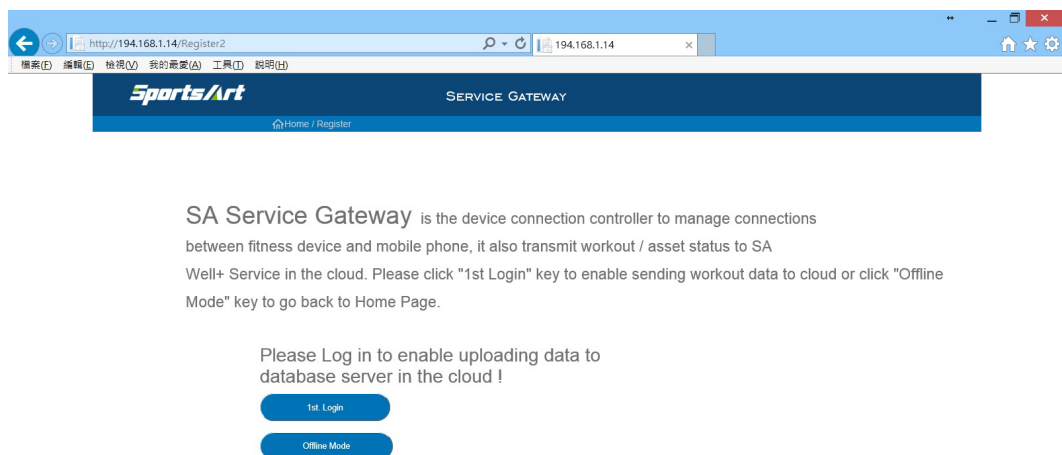 http://194.168.1.14/Register2
194.168.1.14
檔案(F) 編輯(E) 檢視(V) 我的最愛(A) 工具(T) 說明(H)
SportsArt
SERVICE GATEWAY
Home / Register
SA Service Gateway is the device connection controller to manage connections
between fitness device and mobile phone, it also transmit workout / asset status to SA
Well+ Service in the cloud. Please click "1st Login" key to enable sending workout data to cloud or click "Offline
Mode" key to go back to Home Page.
Please Log in to enable uploading data to
database server in the cloud !
1st. Login
Offline Mode